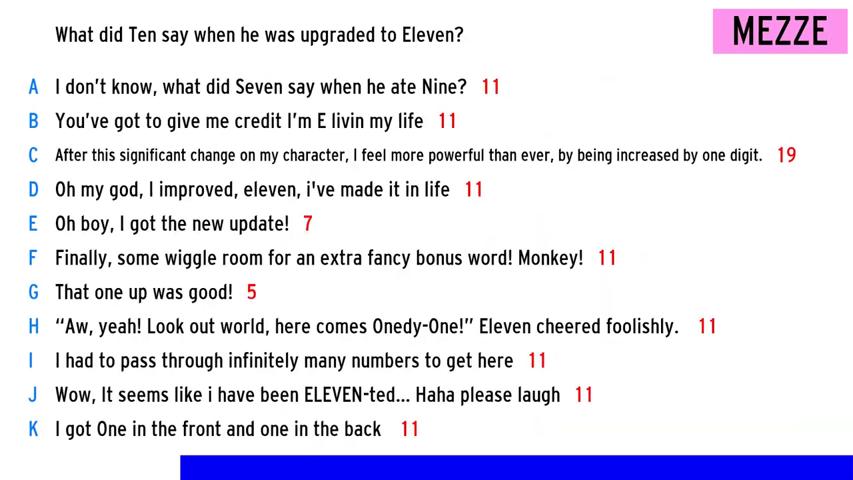 What did Ten say when he was upgraded to Eleven?
MEZZE
A I don't know, what did Seven say when he ate Nine? 11
B You've got to give me credit I'm E livin my life 11
C After this significant change on my character, I feel more powerful than ever, by being increased by one digit. 19
D Oh my god, I improved, eleven, i've made it in life 11
E Oh boy, I got the new update! 7
F Finally, some wiggle room for an extra fancy bonus word! Monkey! 11
G That one up was good! 5
H “Aw, yeah! Look out world, here comes Onedy-One!” Eleven cheered foolishly. 11
I I had to pass through infinitely many numbers to get here 11
J Wow, It seems like i have been ELEVEN-ted... Haha please laugh 11
K I got One in the front and one in the back 11